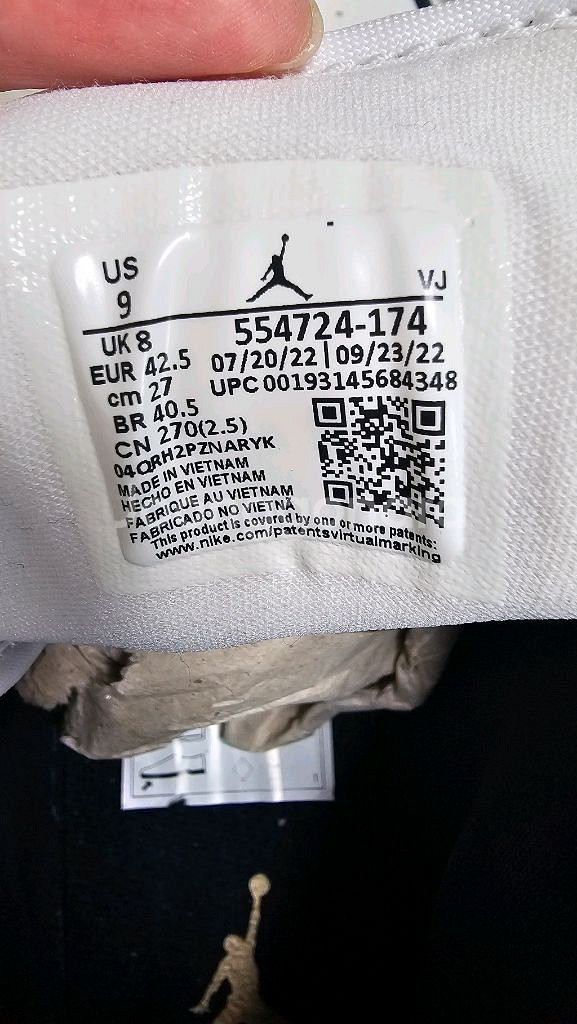 US
9
VJ
UK 8
EUR 42.5
cm 27
BR 40.5
CN 270(2.5)
04QRH2PZNARYK
554724-174
07/20/22 | 09/23/22
UPC 00193145684348
MADE IN VIETNAM
HECHO EN VIETNAM
FABRIQUE AU VIETNAM
FABRICADO NO VIETNÃ
This product is covered by one or more patents:
www.nike.com/patentsvirtualmarking